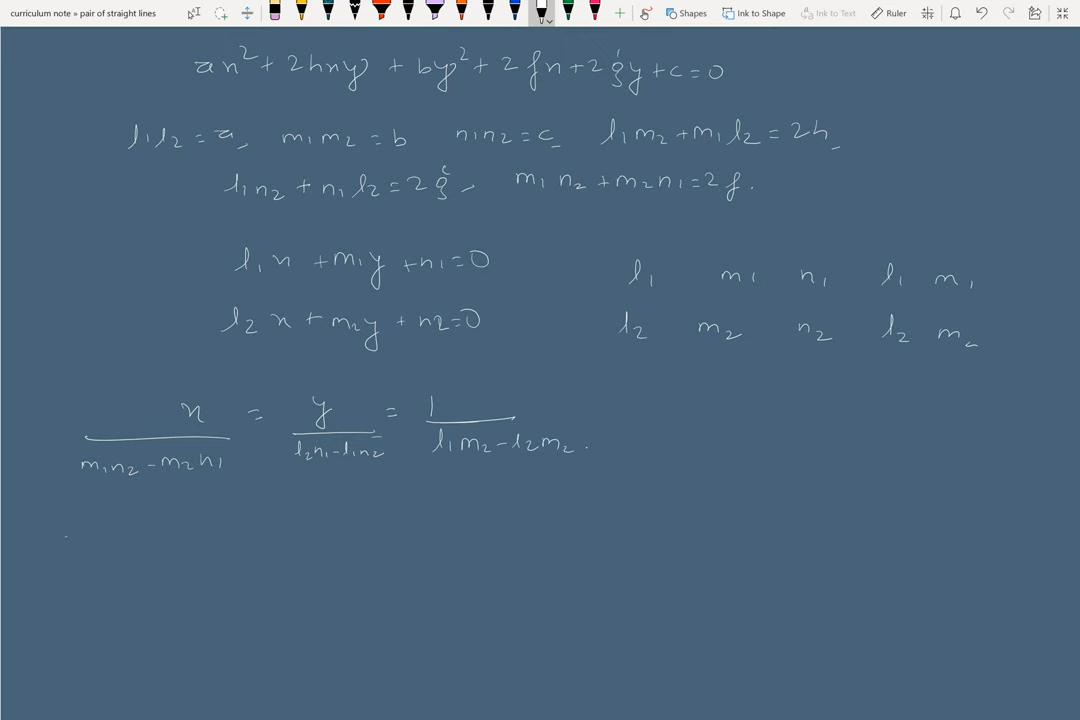 curriculum note » pair of straight lines Shapes Ink to Shape Ink to Text Ruler
ax² + 2hxy + by² + 2fx + 2gy + c = 0
l₁l₂ = a, m₁m₂ = b n₁n₂ = c l₁m₂ + m₁l₂ = 2h,
l₁n₂ + n₁l₂ = 2g, m₁n₂ + m₂n₁ = 2f.
l₁x + m₁y + n₁ = 0
l₂x + m₂y + n₂ = 0
l₁ m₁ n₁ l₁ m₁
l₂ m₂ n₂ l₂ m₂
x/(m₁n₂ - m₂n₁) = y/(l₂n₁ - l₁n₂) = 1/(l₁m₂ - l₂m₂).